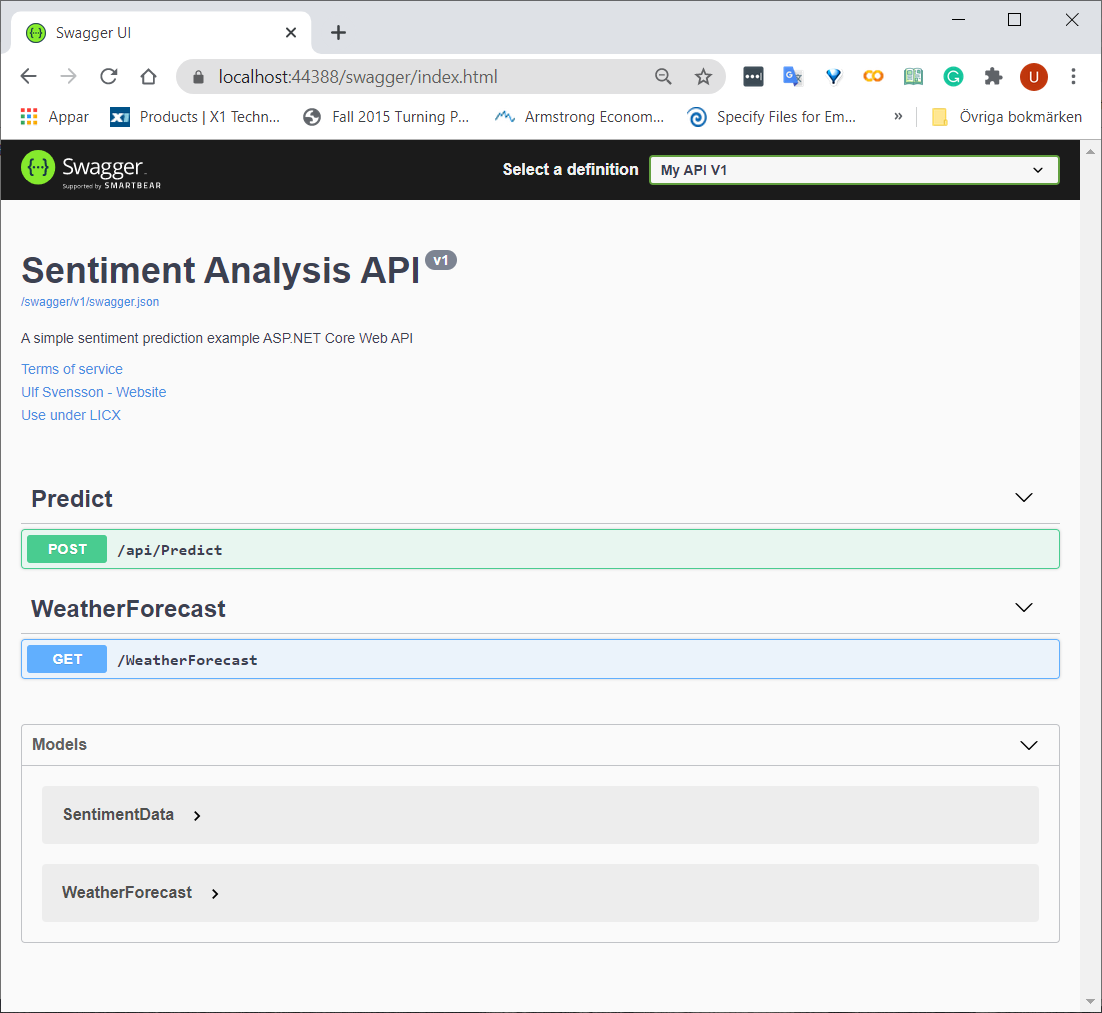 Swagger UI
localhost:44388/swagger/index.html
U
Appar
Products | X1 Techn...
Fall 2015 Turning P...
Armstrong Econom...
Specify Files for Em...
»
Övriga bokmärken
Swagger
Supported by SMARTBEAR
Select a definition
My API V1
Sentiment Analysis API v1
/swagger/v1/swagger.json
A simple sentiment prediction example ASP.NET Core Web API
Terms of service
Ulf Svensson - Website
Use under LICX
Predict
POST /api/Predict
WeatherForecast
GET /WeatherForecast
Models
SentimentData
WeatherForecast